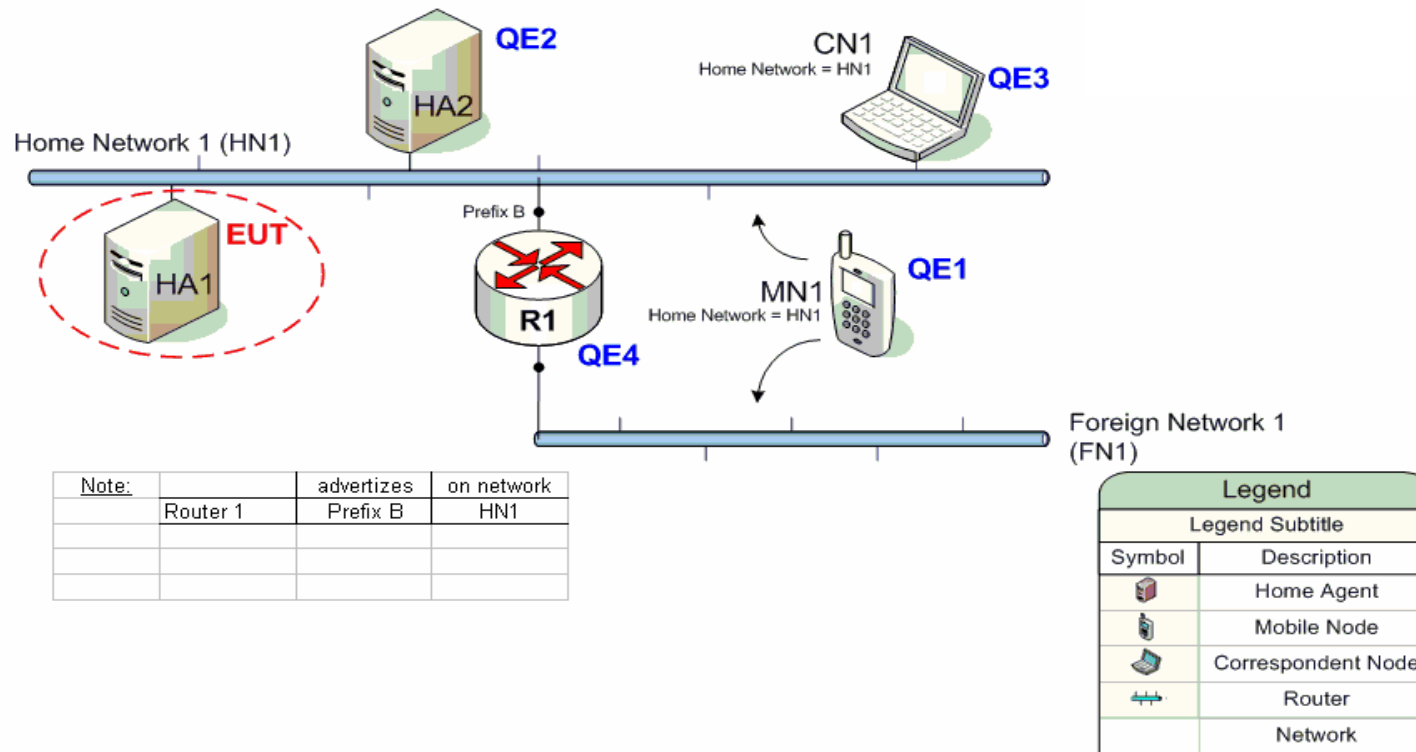 QE2
HA2
CN1
Home Network = HN1
QE3
Home Network 1 (HN1)
EUT
HA1
Prefix B
R1
QE4
QE1
MN1
Home Network = HN1
Foreign Network 1
(FN1)
Note: advertizes on network
Router 1 Prefix B HN1
Legend
Legend Subtitle
Symbol Description
Home Agent
Mobile Node
Correspondent Node
Router
Network